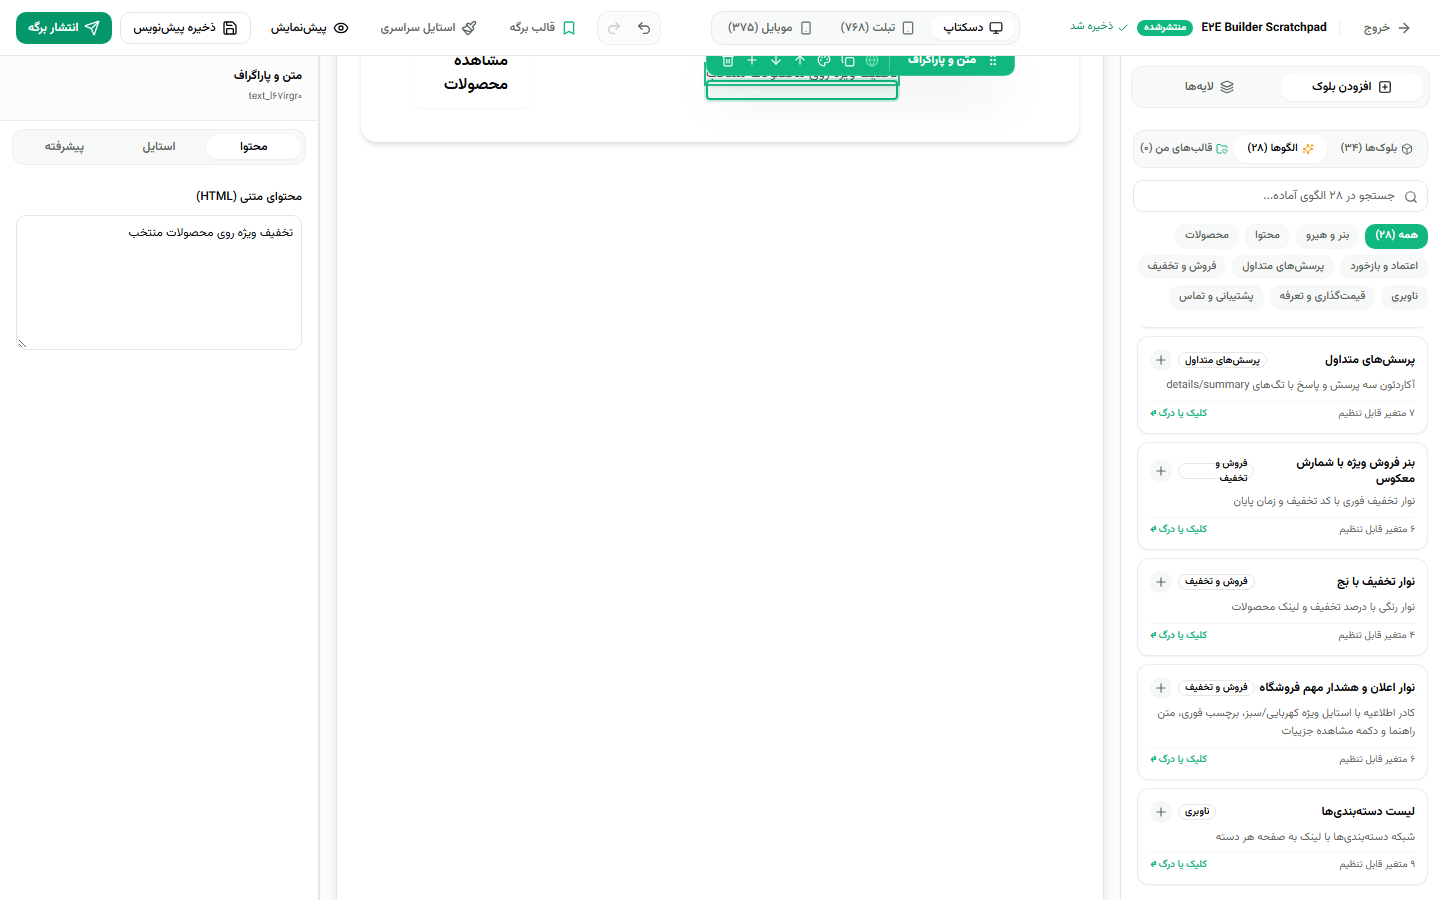 خروج
E2E Builder Scratchpad
منتشرشده
ذخیره شد
دسکتاپ
تبلت (۷۶۸)
موبایل (۳۷۵)
قالب برگه
استایل سراسری
پیش‌نمایش
ذخیره پیش‌نویس
انتشار برگه
افزودن بلوک
لایه‌ها
بلوک‌ها (۳۴)
الگوها (۲۸)
قالب‌های من (۰)
جستجو در ۲۸ الگوی آماده...
همه (۲۸)
بنر و هیرو
محتوا
محصولات
اعتماد و بازخورد
پرسش‌های متداول
فروش و تخفیف
ناوبری
قیمت‌گذاری و تعرفه
پشتیبانی و تماس
پرسش‌های متداول
پرسش‌های متداول
آکاردئون سه پرسش و پاسخ با تگ‌های details/summary
۷ متغیر قابل تنظیم
کلیک یا درگ
بنر فروش ویژه با شمارش
معکوس
فروش و
تخفیف
نوار تخفیف فوری با کد تخفیف و زمان پایان
۶ متغیر قابل تنظیم
کلیک یا درگ
نوار تخفیف با بَج
فروش و تخفیف
نوار رنگی با درصد تخفیف و لینک محصولات
۴ متغیر قابل تنظیم
کلیک یا درگ
نوار اعلان و هشدار مهم فروشگاه
فروش و تخفیف
کادر اطلاعیه با استایل ویژه کهربایی/سبز، برچسب فوری، متن
راهنما و دکمه مشاهده جزییات
۶ متغیر قابل تنظیم
کلیک یا درگ
لیست دسته‌بندی‌ها
ناوبری
شبکه دسته‌بندی‌ها با لینک به صفحه هر دسته
۹ متغیر قابل تنظیم
کلیک یا درگ
متن و پاراگراف
تخفیف ویژه روی محصولات منتخب
مشاهده
محصولات
متن و پاراگراف
text_l۶۷irgr۰
محتوا
استایل
پیشرفته
محتوای متنی (HTML)
تخفیف ویژه روی محصولات منتخب